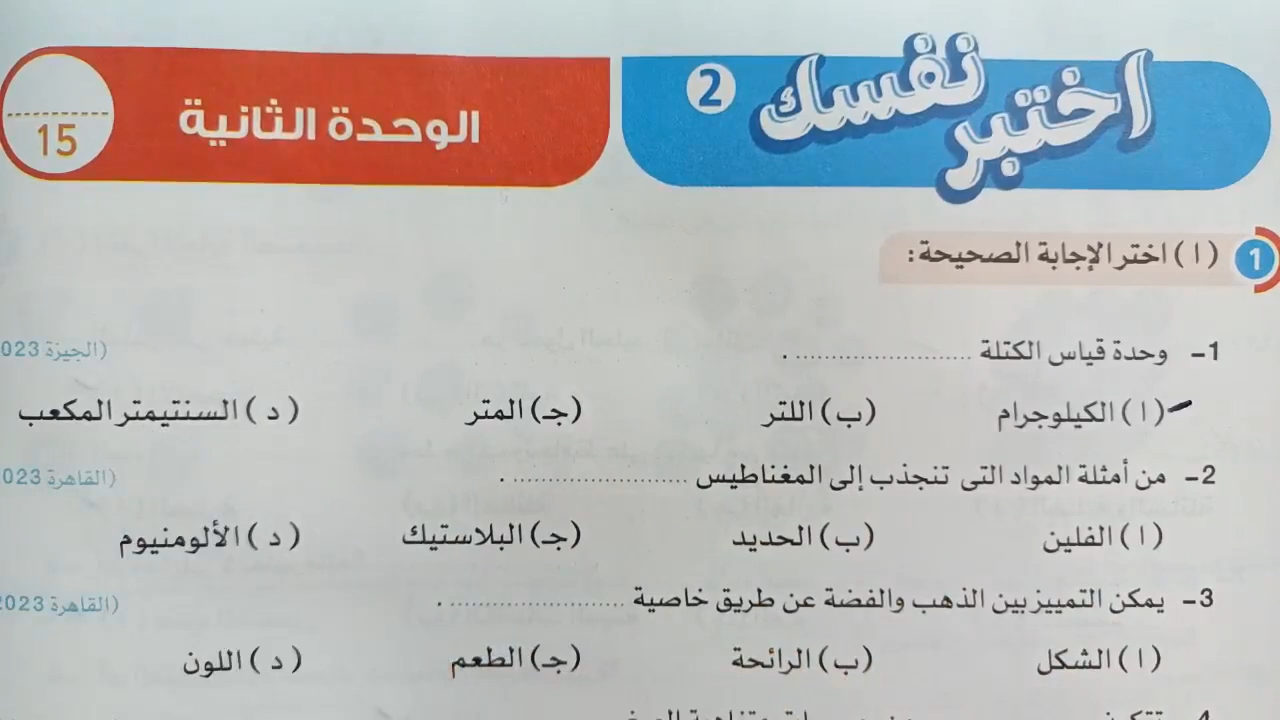 اختبر نفسك 2
الوحدة الثانية
15
1 ( ا ) اختر الإجابة الصحيحة :
1- وحدة قياس الكتلة ........................ .
(الجيزة 023
( ا ) الكيلوجرام (ب) اللتر (جـ) المتر ( د ) السنتيمتر المكعب
2- من أمثلة المواد التى تنجذب إلى المغناطيس ........................ .
(القاهرة 023
( ا ) الفلين (ب) الحديد (جـ) البلاستيك ( د ) الألومنيوم
3- يمكن التمييز بين الذهب والفضة عن طريق خاصية ........................ .
(القاهرة 023
( ا ) الشكل (ب) الرائحة (جـ) الطعم ( د ) اللون